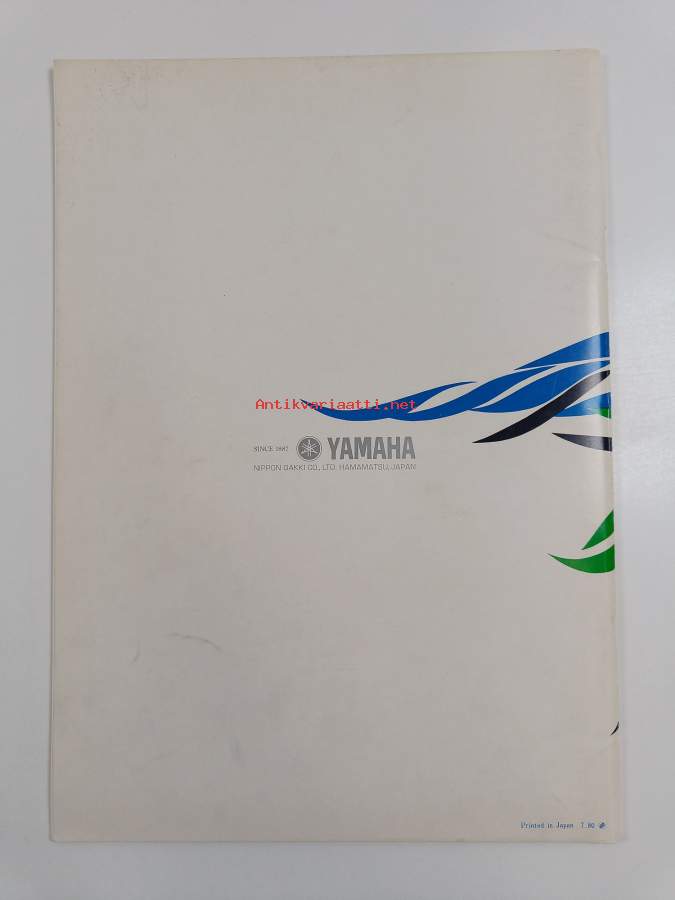 Antikvariaatti.net
SINCE 1887 YAMAHA
NIPPON GAKKI CO., LTD. HAMAMATSU, JAPAN
Printed in Japan 7. 80